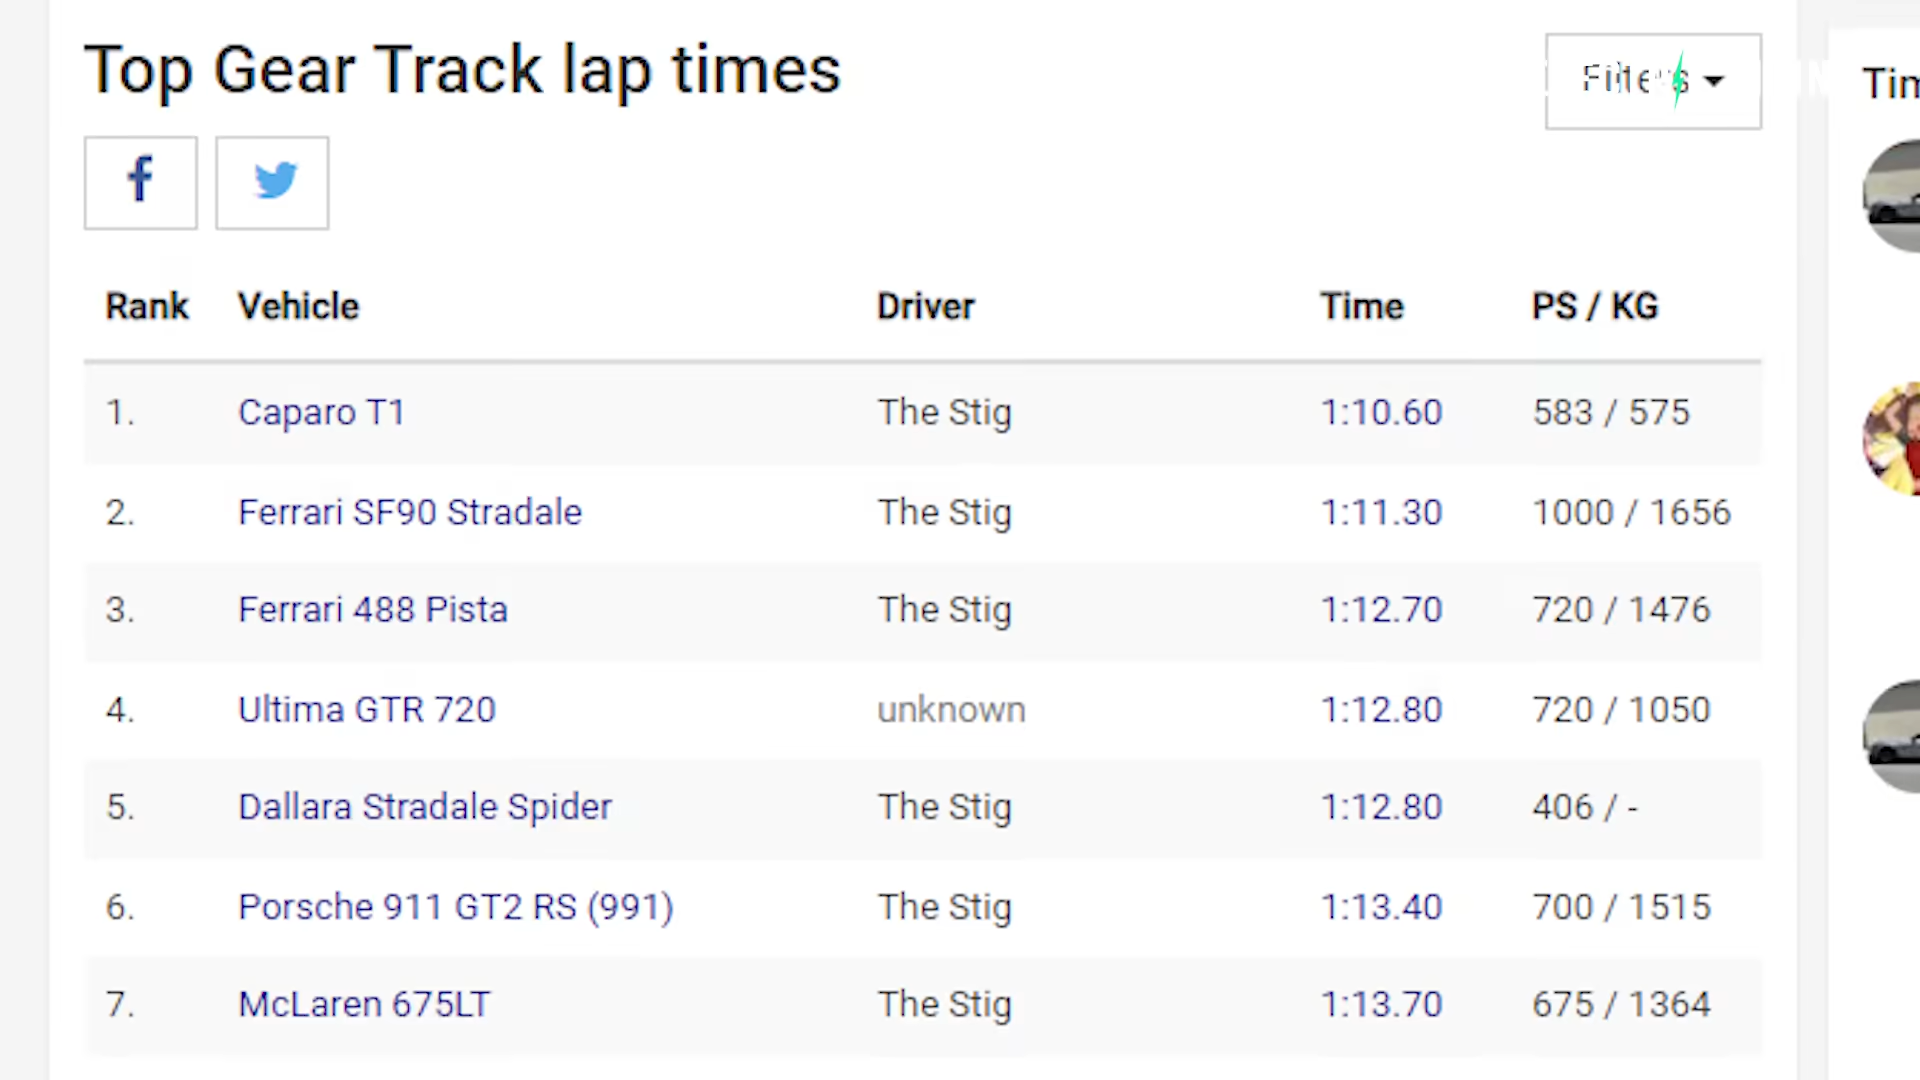 Top Gear Track lap times
Filters
Tim
Rank Vehicle Driver Time PS / KG
1. Caparo T1 The Stig 1:10.60 583 / 575
2. Ferrari SF90 Stradale The Stig 1:11.30 1000 / 1656
3. Ferrari 488 Pista The Stig 1:12.70 720 / 1476
4. Ultima GTR 720 unknown 1:12.80 720 / 1050
5. Dallara Stradale Spider The Stig 1:12.80 406 / -
6. Porsche 911 GT2 RS (991) The Stig 1:13.40 700 / 1515
7. McLaren 675LT The Stig 1:13.70 675 / 1364